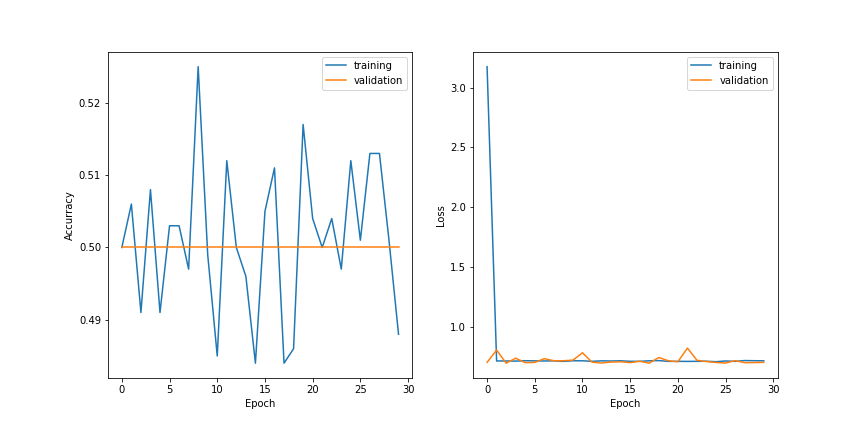 training
validation
0.52
0.51
0.50
0.49
Accurracy
0 5 10 15 20 25 30
Epoch
training
validation
3.0
2.5
2.0
1.5
1.0
Loss
0 5 10 15 20 25 30
Epoch